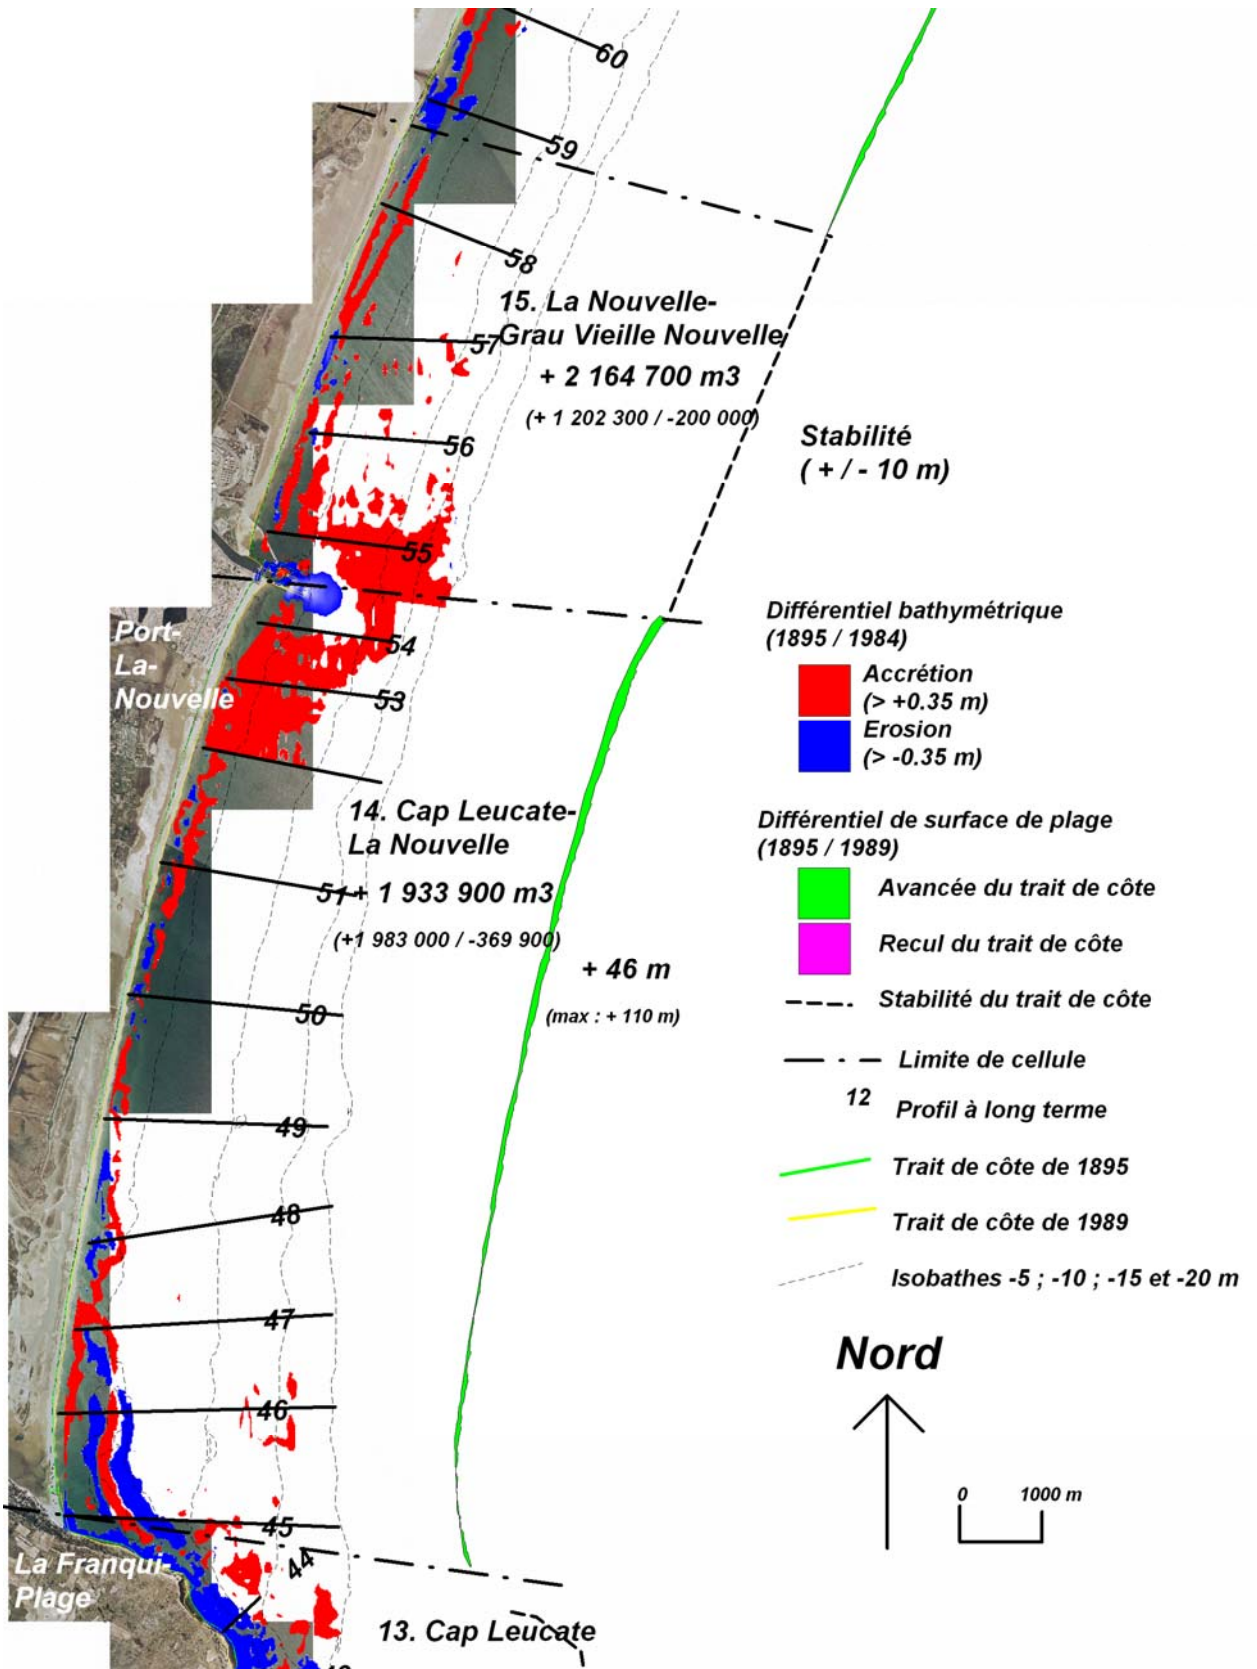 60
59
58
15. La Nouvelle-
Grau Vieille Nouvelle
57
+ 2 164 700 m3
(+ 1 202 300 / -200 000)
56
Stabilité
( + / - 10 m)
55
Différentiel bathymétrique
(1895 / 1984)
Port-
La-
Nouvelle
54
Accrétion
(> +0.35 m)
53
Erosion
(> -0.35 m)
14. Cap Leucate-
La Nouvelle
Différentiel de surface de plage
(1895 / 1989)
51
+ 1 933 900 m3
Avancée du trait de côte
(+1 983 000 / -369 900)
Recul du trait de côte
+ 46 m
(max : + 110 m)
50
Stabilité du trait de côte
Limite de cellule
12
Profil à long terme
49
Trait de côte de 1895
48
Trait de côte de 1989
Isobathes -5 ; -10 ; -15 et -20 m
47
Nord
46
0
1000 m
45
44
La Franqui-
Plage
13. Cap Leucate